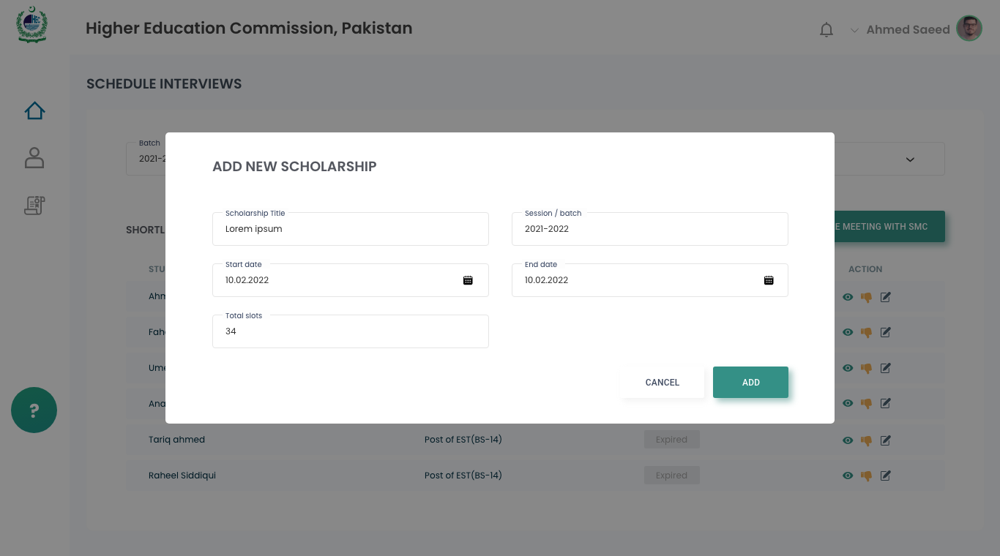 HEC
Higher Education Commission, Pakistan
Ahmed Saeed
SCHEDULE INTERVIEWS
Batch
2021-2
ADD NEW SCHOLARSHIP
Scholarship Title
Lorem ipsum
Session / batch
2021-2022
SHORTL
E MEETING WITH SMC
Start date
10.02.2022
End date
10.02.2022
STU
ACTION
Ahm
Total slots
34
Fah
Ume
CANCEL
ADD
Ana
?
Tariq ahmed Post of EST(BS-14) Expired
Raheel Siddiqui Post of EST(BS-14) Expired